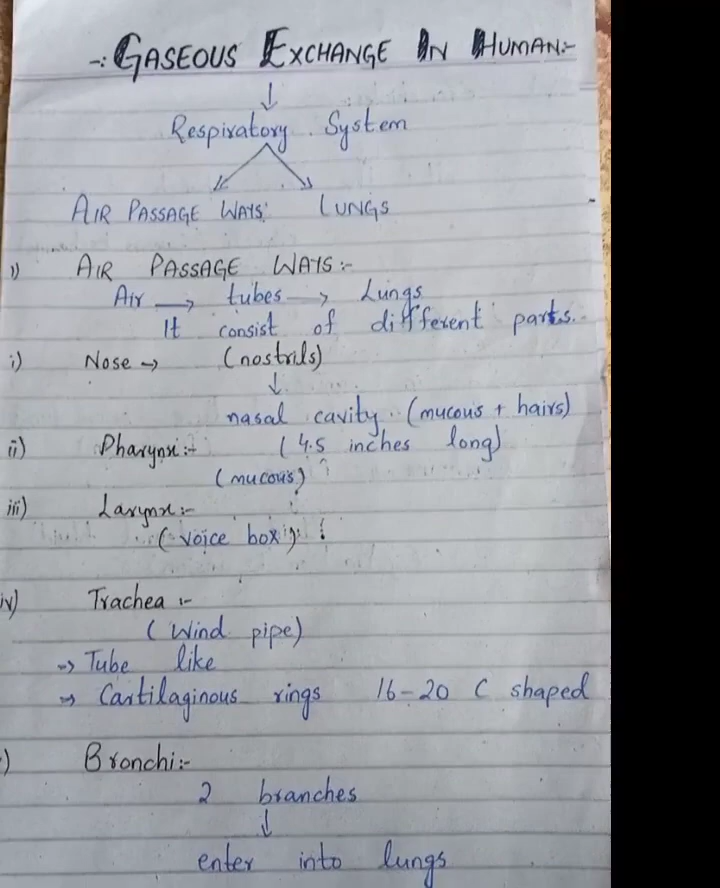 -: GASEOUS EXCHANGE IN HUMAN:-
↓
Respiratory System
AIR PASSAGE WAYS LUNGS
1) AIR PASSAGE WAYS:-
Air → tubes → Lungs
It consist of different parts.
i) Nose → (nostrils)
↓
nasal cavity (mucous + hairs)
ii) Pharynx:- (4.5 inches long)
(mucous)
iii) Larynx:-
(voice box)
iv) Trachea :-
(Wind pipe)
→ Tube like
→ Cartilaginous rings 16-20 C shaped
) Bronchi:-
2 branches
↓
enter into lungs